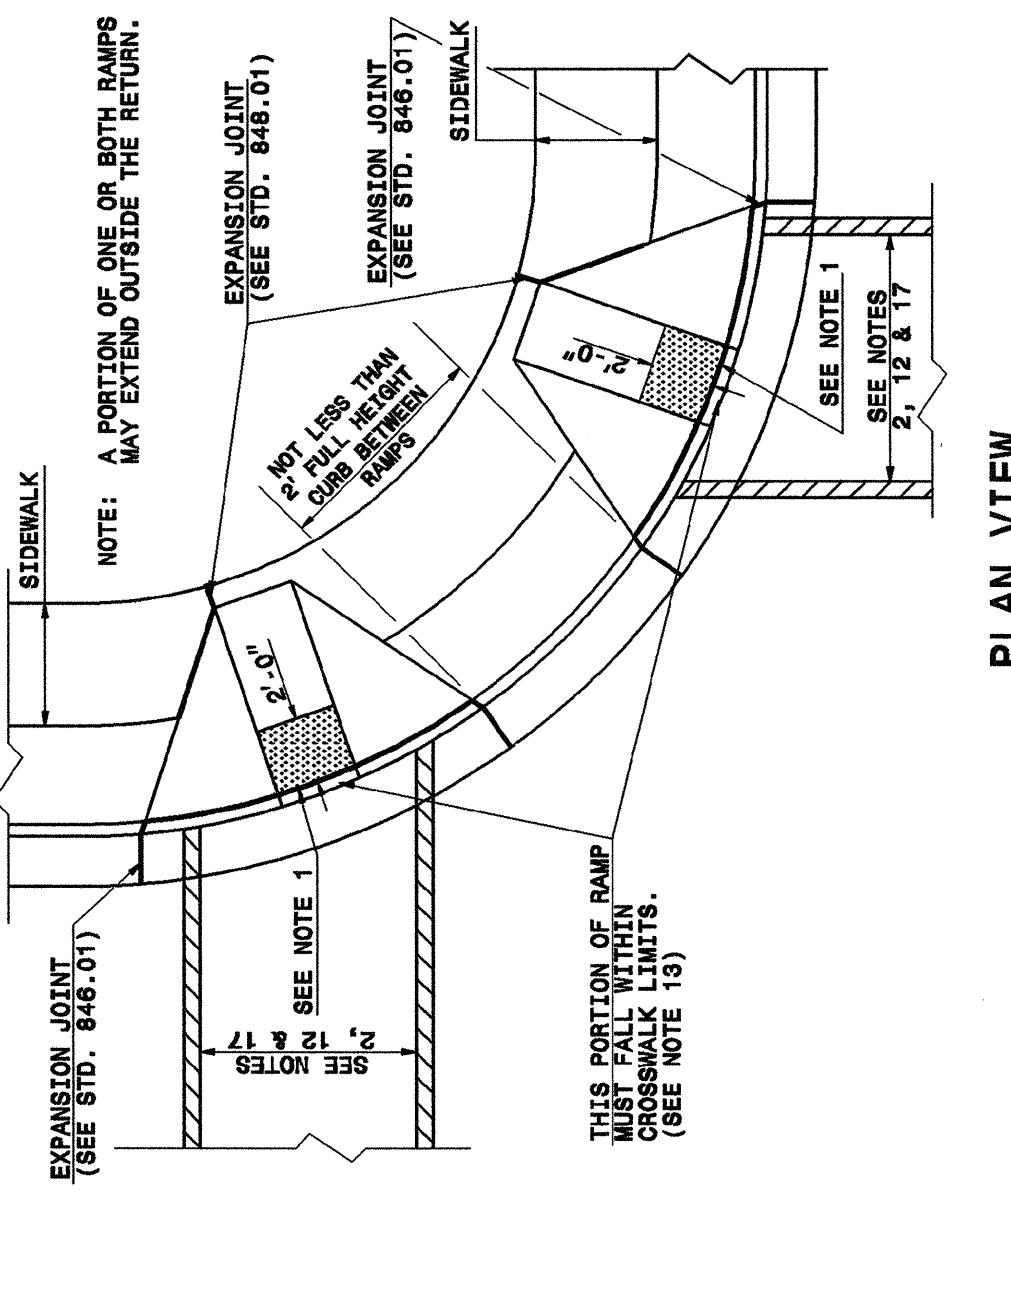 SIDEWALK
NOTE: A PORTION OF ONE OR BOTH RAMPS
MAY EXTEND OUTSIDE THE RETURN.
EXPANSION JOINT
(SEE STD. 848.01)
EXPANSION JOINT
(SEE STD. 846.01)
SIDEWALK
NOT LESS THAN
2' FULL HEIGHT
CURB BETWEEN
RAMPS
2'-0"
2'-0"
EXPANSION JOINT
(SEE STD. 846.01)
SEE NOTES
2, 12 & 17
SEE NOTE 1
THIS PORTION OF RAMP
MUST FALL WITHIN
CROSSWALK LIMITS.
(SEE NOTE 13)
SEE NOTE 1
SEE NOTES
2, 12 & 17
PLAN VIEW